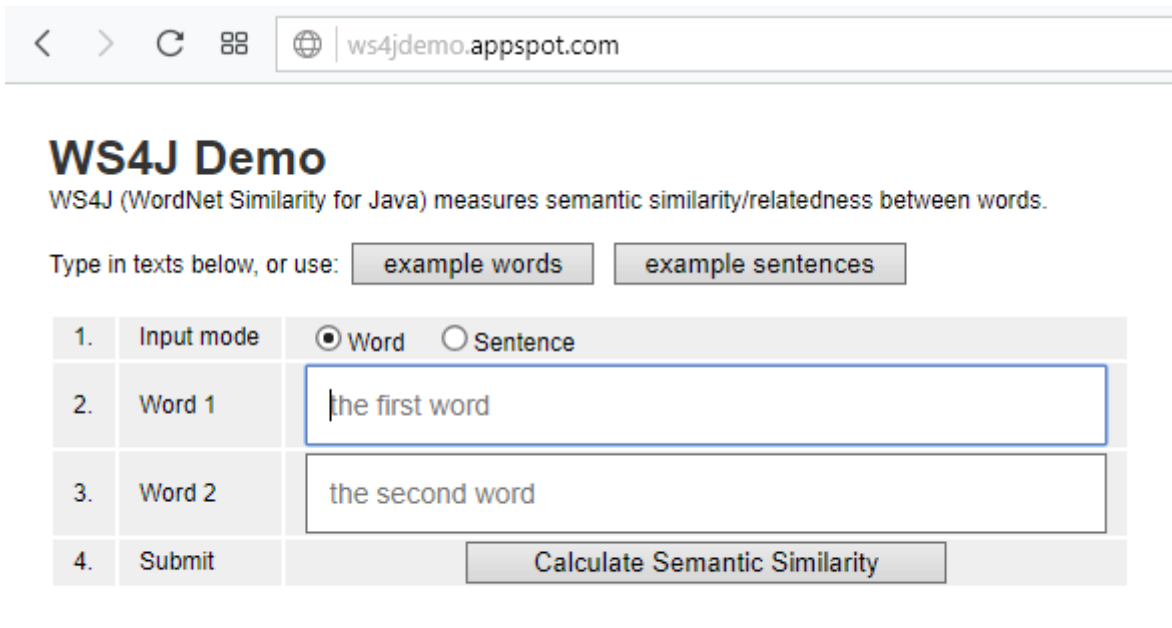 ws4jdemo.appspot.com
WS4J Demo
WS4J (WordNet Similarity for Java) measures semantic similarity/relatedness between words.
Type in texts below, or use: example words example sentences
1. Input mode Word Sentence
2. Word 1 the first word
3. Word 2 the second word
4. Submit Calculate Semantic Similarity